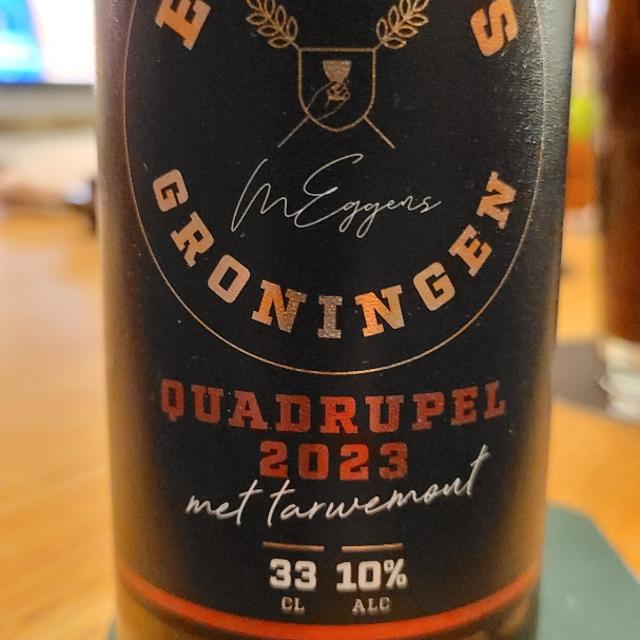 MEggens
GRONINGEN
QUADRUPEL
2023
met tarwemout
33 10%
CL ALC